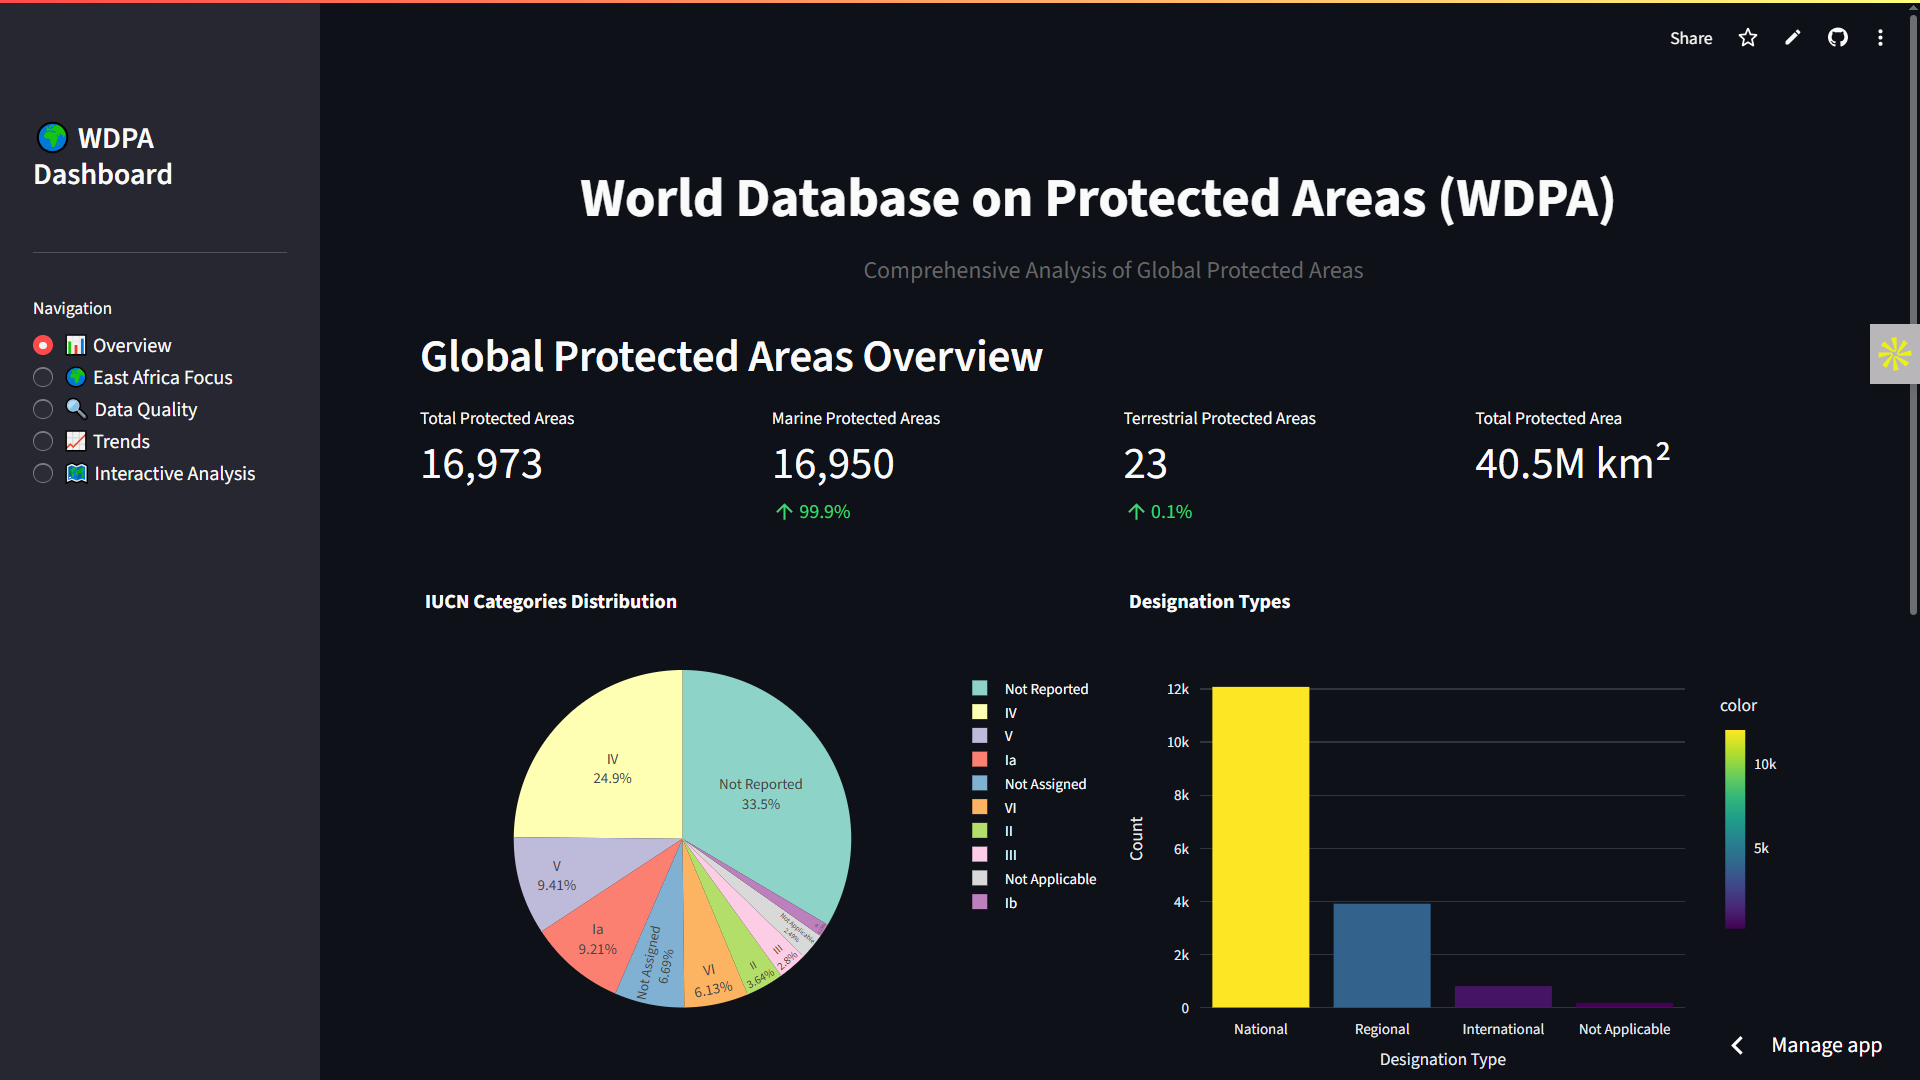 Share
WDPA
Dashboard
Navigation
Overview
East Africa Focus
Data Quality
Trends
Interactive Analysis
World Database on Protected Areas (WDPA)
Comprehensive Analysis of Global Protected Areas
Global Protected Areas Overview
Total Protected Areas
16,973
Marine Protected Areas
16,950
↑ 99.9%
Terrestrial Protected Areas
23
↑ 0.1%
Total Protected Area
40.5M km²
IUCN Categories Distribution
Not Reported
33.5%
IV
24.9%
V
9.41%
Ia
9.21%
Not Assigned
6.69%
VI
6.13%
II
3.64%
III
2.8%
Not Applicable
2.49%
Not Reported
IV
V
Ia
Not Assigned
VI
II
III
Not Applicable
Ib
Designation Types
Count
12k
10k
8k
6k
4k
2k
0
National
Regional
International
Not Applicable
Designation Type
color
10k
5k
Manage app